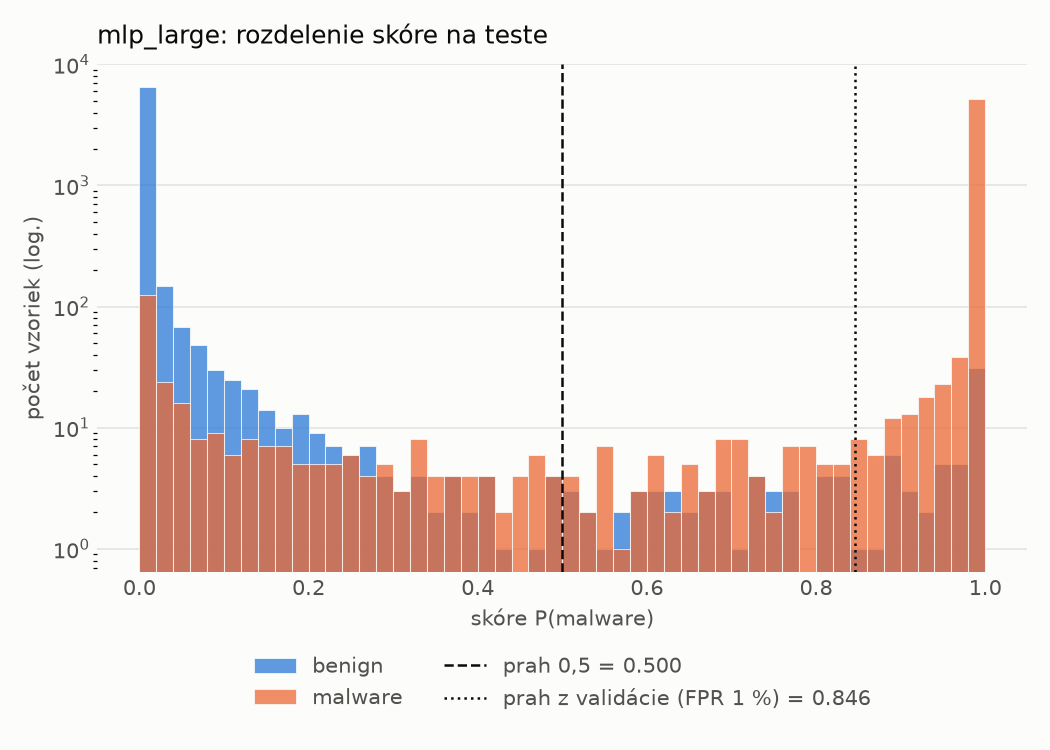 mlp_large: rozdelenie skóre na teste
10^4
10^3
10^2
10^1
10^0
počet vzoriek (log.)
0.0 0.2 0.4 0.6 0.8 1.0
skóre P(malware)
benign
malware
prah 0,5 = 0.500
prah z validácie (FPR 1 %) = 0.846